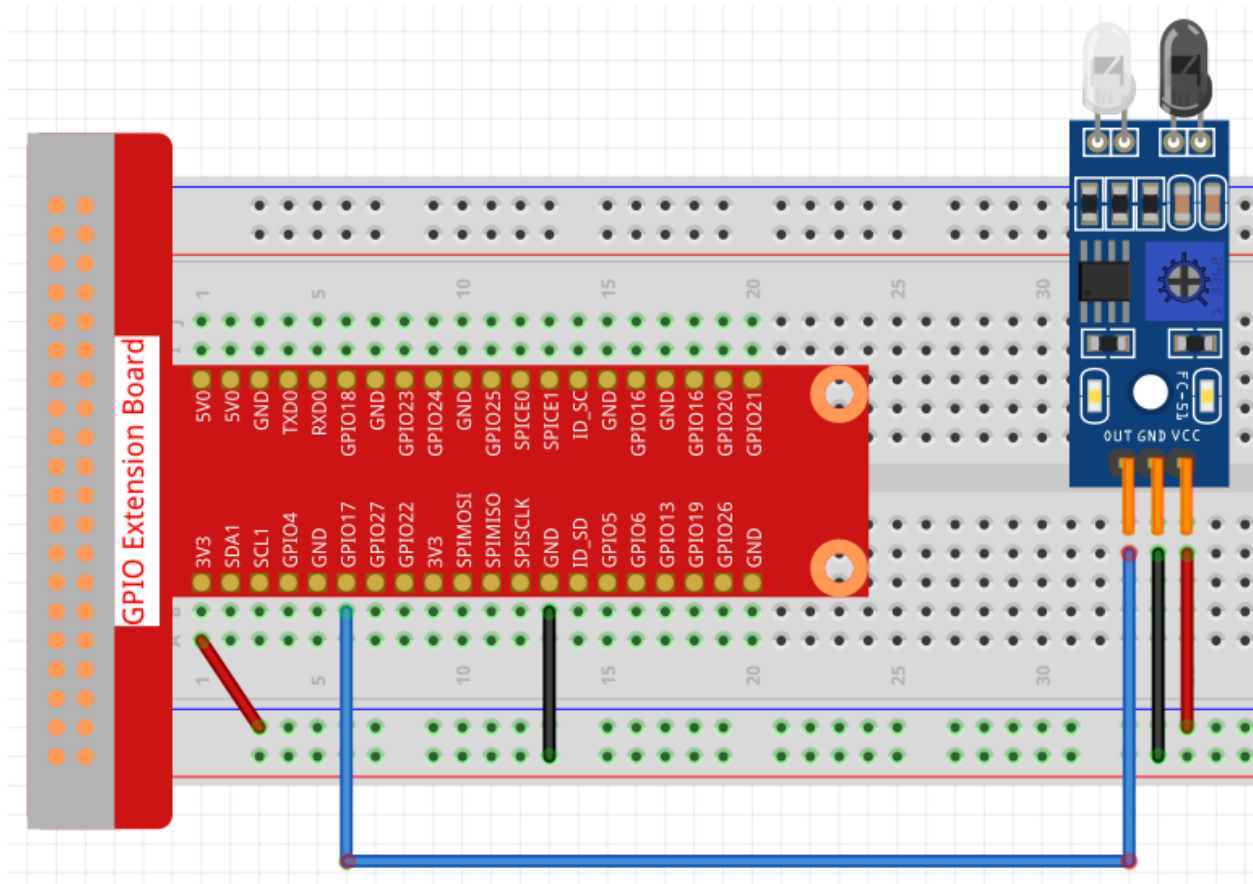 GPIO Extension Board
1 5 10 15 20 25 30
J
I
5V0 5V0 GND TXD0 RXD0 GPIO18 GND GPIO23 GPIO24 GND GPIO25 SPICE0 SPICE1 ID_SC GND GPIO16 GND GPIO16 GPIO20 GPIO21
3V3 SDA1 SCL1 GPIO4 GND GPIO17 GPIO27 GPIO22 3V3 SPIMOSI SPIMISO SPISCLK GND ID_SD GPIO5 GPIO6 GPIO13 GPIO19 GPIO26 GND
B
A
1 5 10 15 20 25 30
FC-51
OUT GND VCC